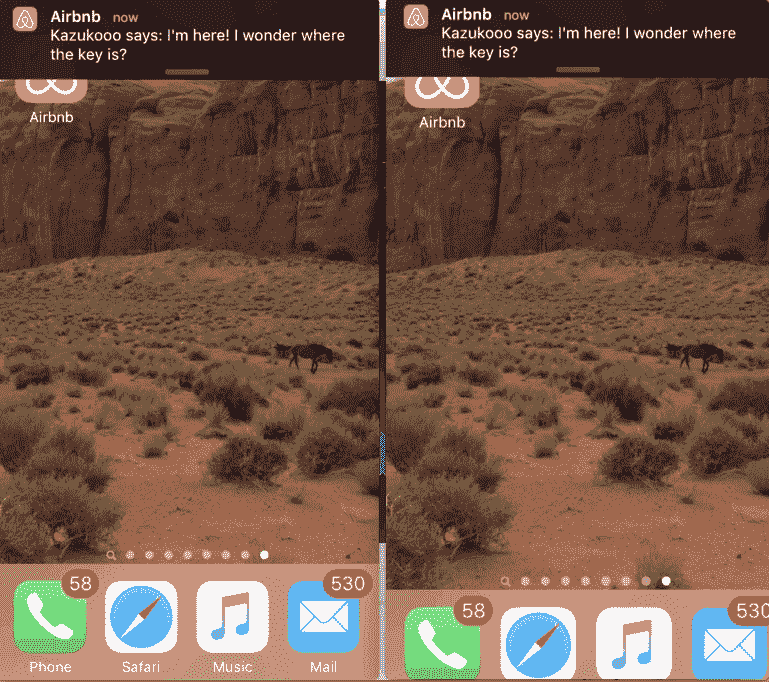 Airbnb now
Kazukooo says: I'm here! I wonder where
the key is?
Airbnb
58
530
Phone
Safari
Music
Mail
Airbnb now
Kazukooo says: I'm here! I wonder where
the key is?
Airbnb
58
530